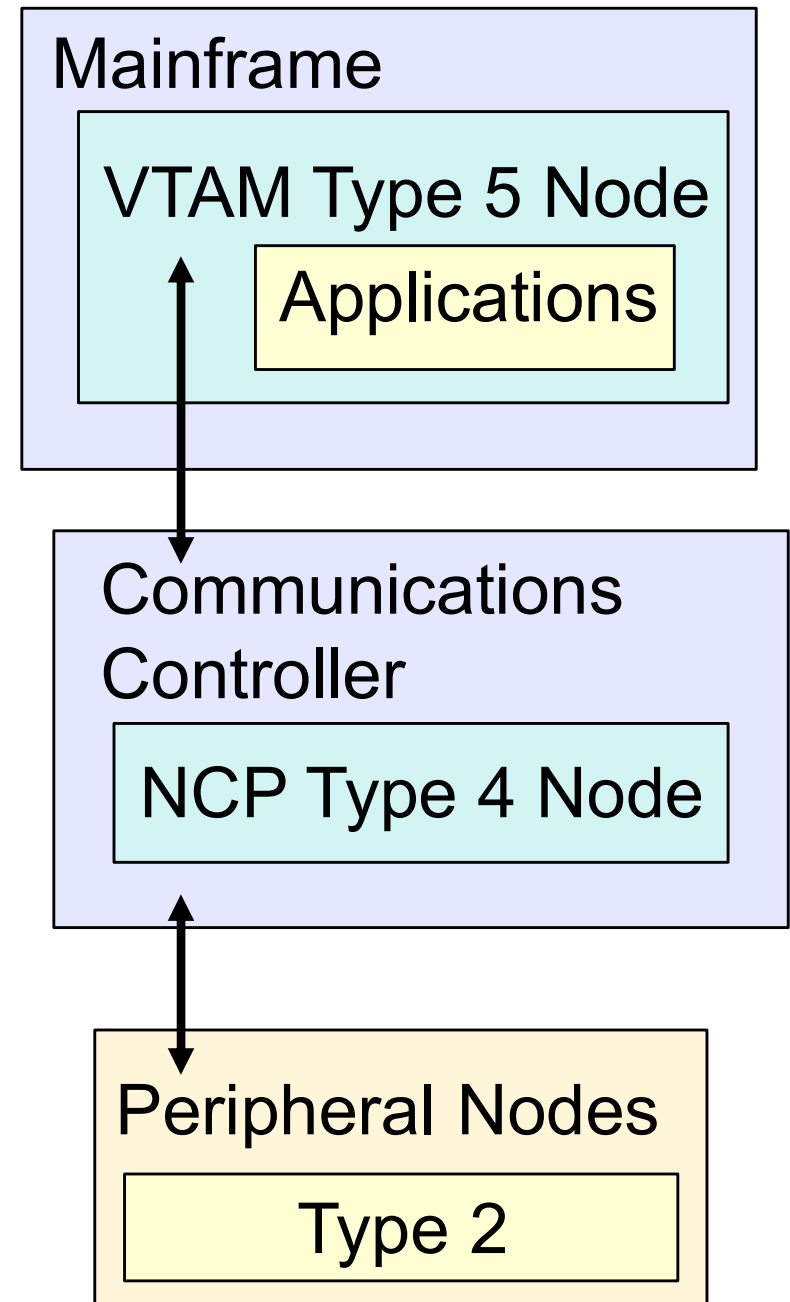 Mainframe
VTAM Type 5 Node
Applications
Communications
Controller
NCP Type 4 Node
Peripheral Nodes
Type 2